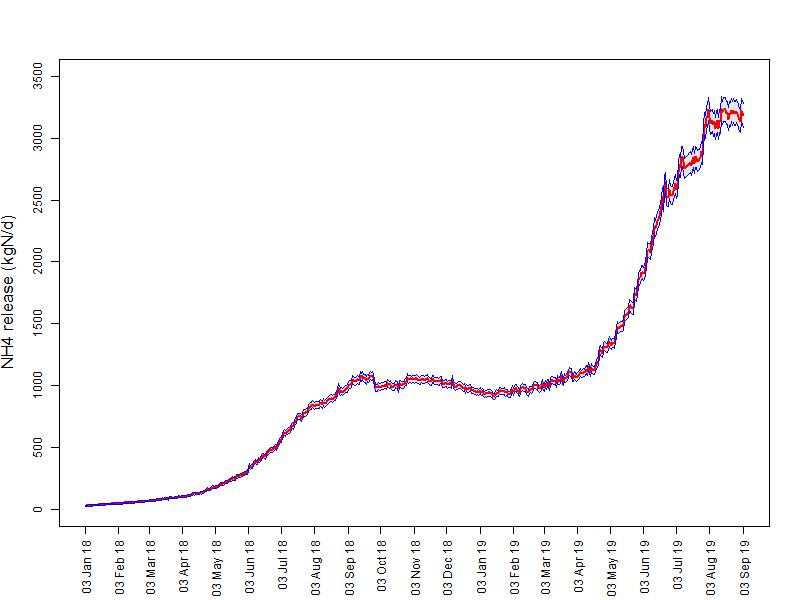 NH4 release (kgN/d)
3500
3000
2500
2000
1500
1000
500
0
03 Jan 18
03 Feb 18
03 Mar 18
03 Apr 18
03 May 18
03 Jun 18
03 Jul 18
03 Aug 18
03 Sep 18
03 Oct 18
03 Nov 18
03 Dec 18
03 Jan 19
03 Feb 19
03 Mar 19
03 Apr 19
03 May 19
03 Jun 19
03 Jul 19
03 Aug 19
03 Sep 19